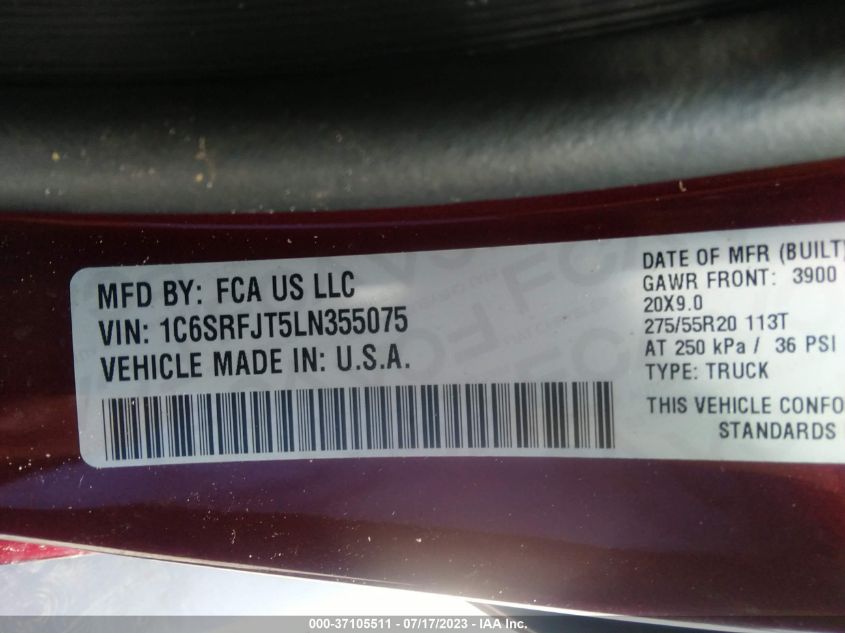 MFD BY: FCA US LLC
VIN: 1C6SRFJT5LN355075
VEHICLE MADE IN: U.S.A.
DATE OF MFR (BUILT)
GAWR FRONT: 3900
20X9.0
275/55R20 113T
AT 250 kPa / 36 PSI
TYPE: TRUCK
THIS VEHICLE CONFO
STANDARDS
000-37105511 - 07/17/2023 - IAA Inc.